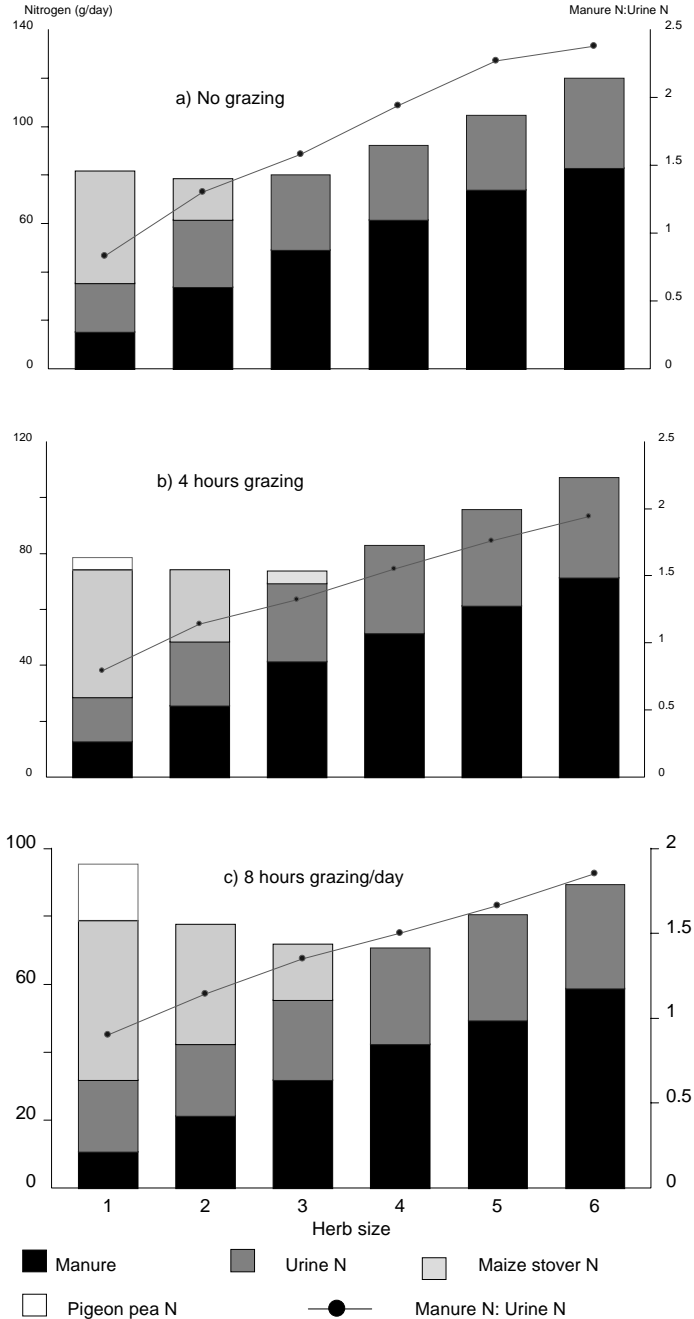 Nitrogen (g/day) Manure N:Urine N
140 2.5
a) No grazing
2
100
1.5
60 1
0.5
0 0
120 2.5
b) 4 hours grazing
2
80
1.5
1
40
0.5
0 0
100 2
c) 8 hours grazing/day
1.5
60
1
20 0.5
0 0
1 2 3 4 5 6
Herb size
Manure Urine N Maize stover N
Pigeon pea N Manure N: Urine N